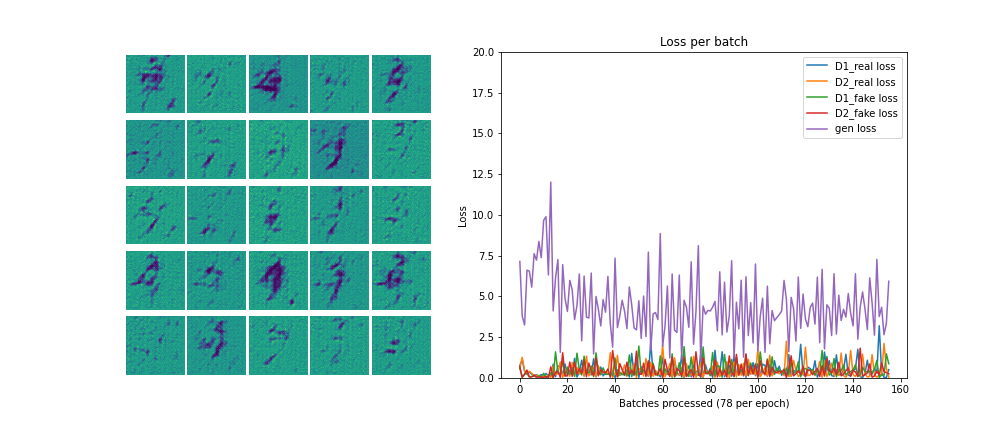 Loss per batch
20.0
17.5
15.0
12.5
10.0
7.5
5.0
2.5
0.0
Loss
D1_real loss
D2_real loss
D1_fake loss
D2_fake loss
gen loss
0 20 40 60 80 100 120 140 160
Batches processed (78 per epoch)